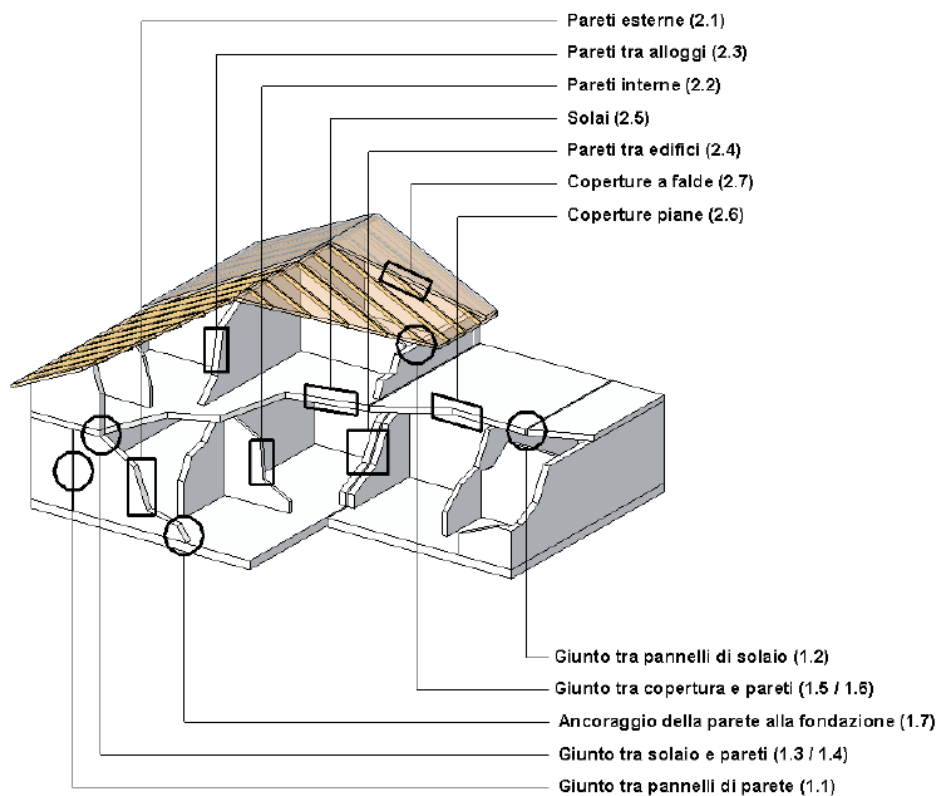 Pareti esterne (2.1)
Pareti tra alloggi (2.3)
Pareti interne (2.2)
Solai (2.5)
Pareti tra edifici (2.4)
Coperture a falde (2.7)
Coperture piane (2.6)
Giunto tra pannelli di solaio (1.2)
Giunto tra copertura e pareti (1.5 / 1.6)
Ancoraggio della parete alla fondazione (1.7)
Giunto tra solaio e pareti (1.3 / 1.4)
Giunto tra pannelli di parete (1.1)